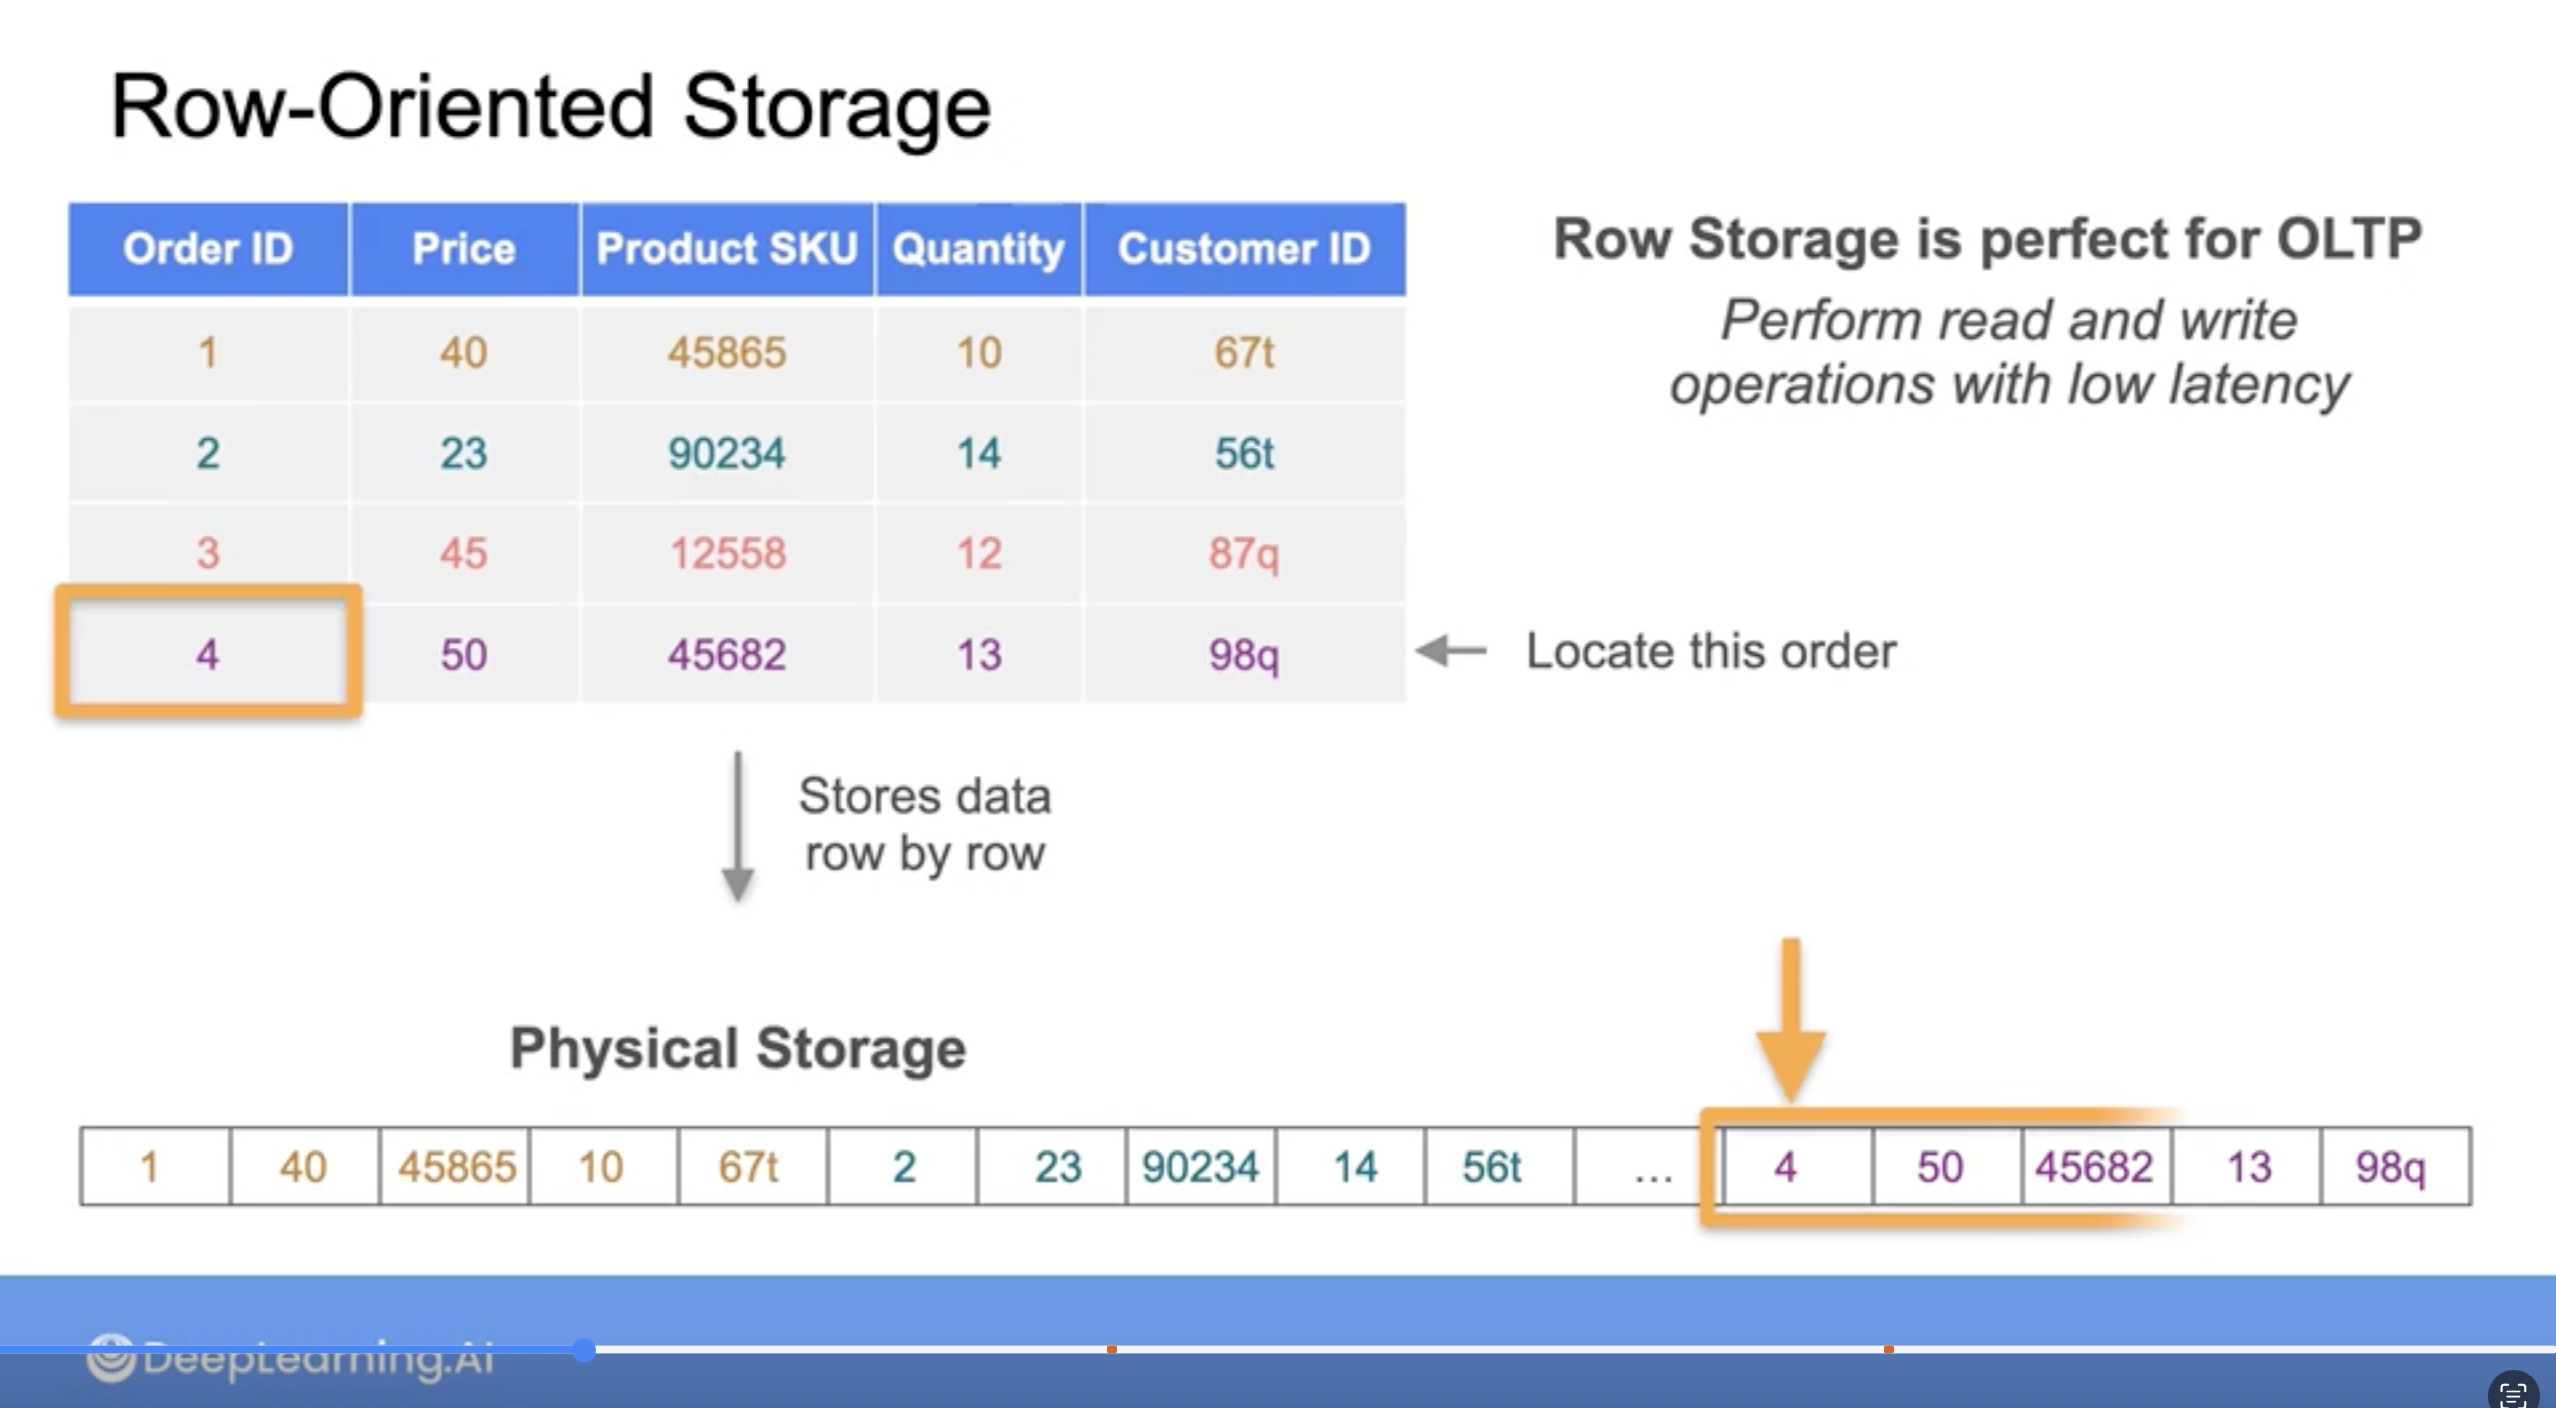 Row-Oriented Storage
Order ID Price Product SKU Quantity Customer ID
1 40 45865 10 67t
2 23 90234 14 56t
3 45 12558 12 87q
4 50 45682 13 98q
Row Storage is perfect for OLTP
Perform read and write
operations with low latency
Locate this order
Stores data
row by row
Physical Storage
1 40 45865 10 67t 2 23 90234 14 56t ... 4 50 45682 13 98q
DeepLearning.AI